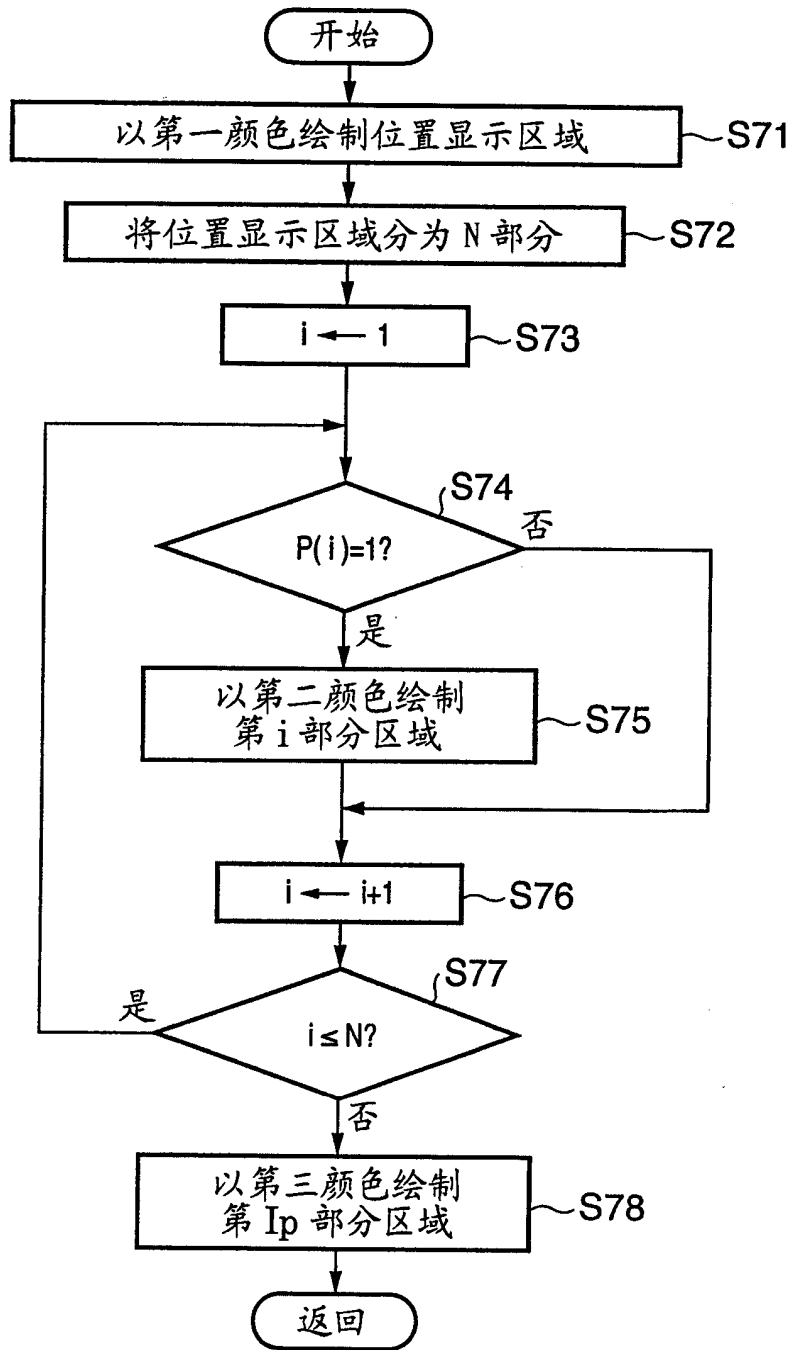 开始
以第一颜色绘制位置显示区域
S71
将位置显示区域分为 N 部分
S72
i ← 1
S73
S74
P(i)=1?
否
是
以第二颜色绘制
第 i 部分区域
S75
i ← i+1
S76
S77
是
i ≤ N?
否
以第三颜色绘制
第 Ip 部分区域
S78
返回